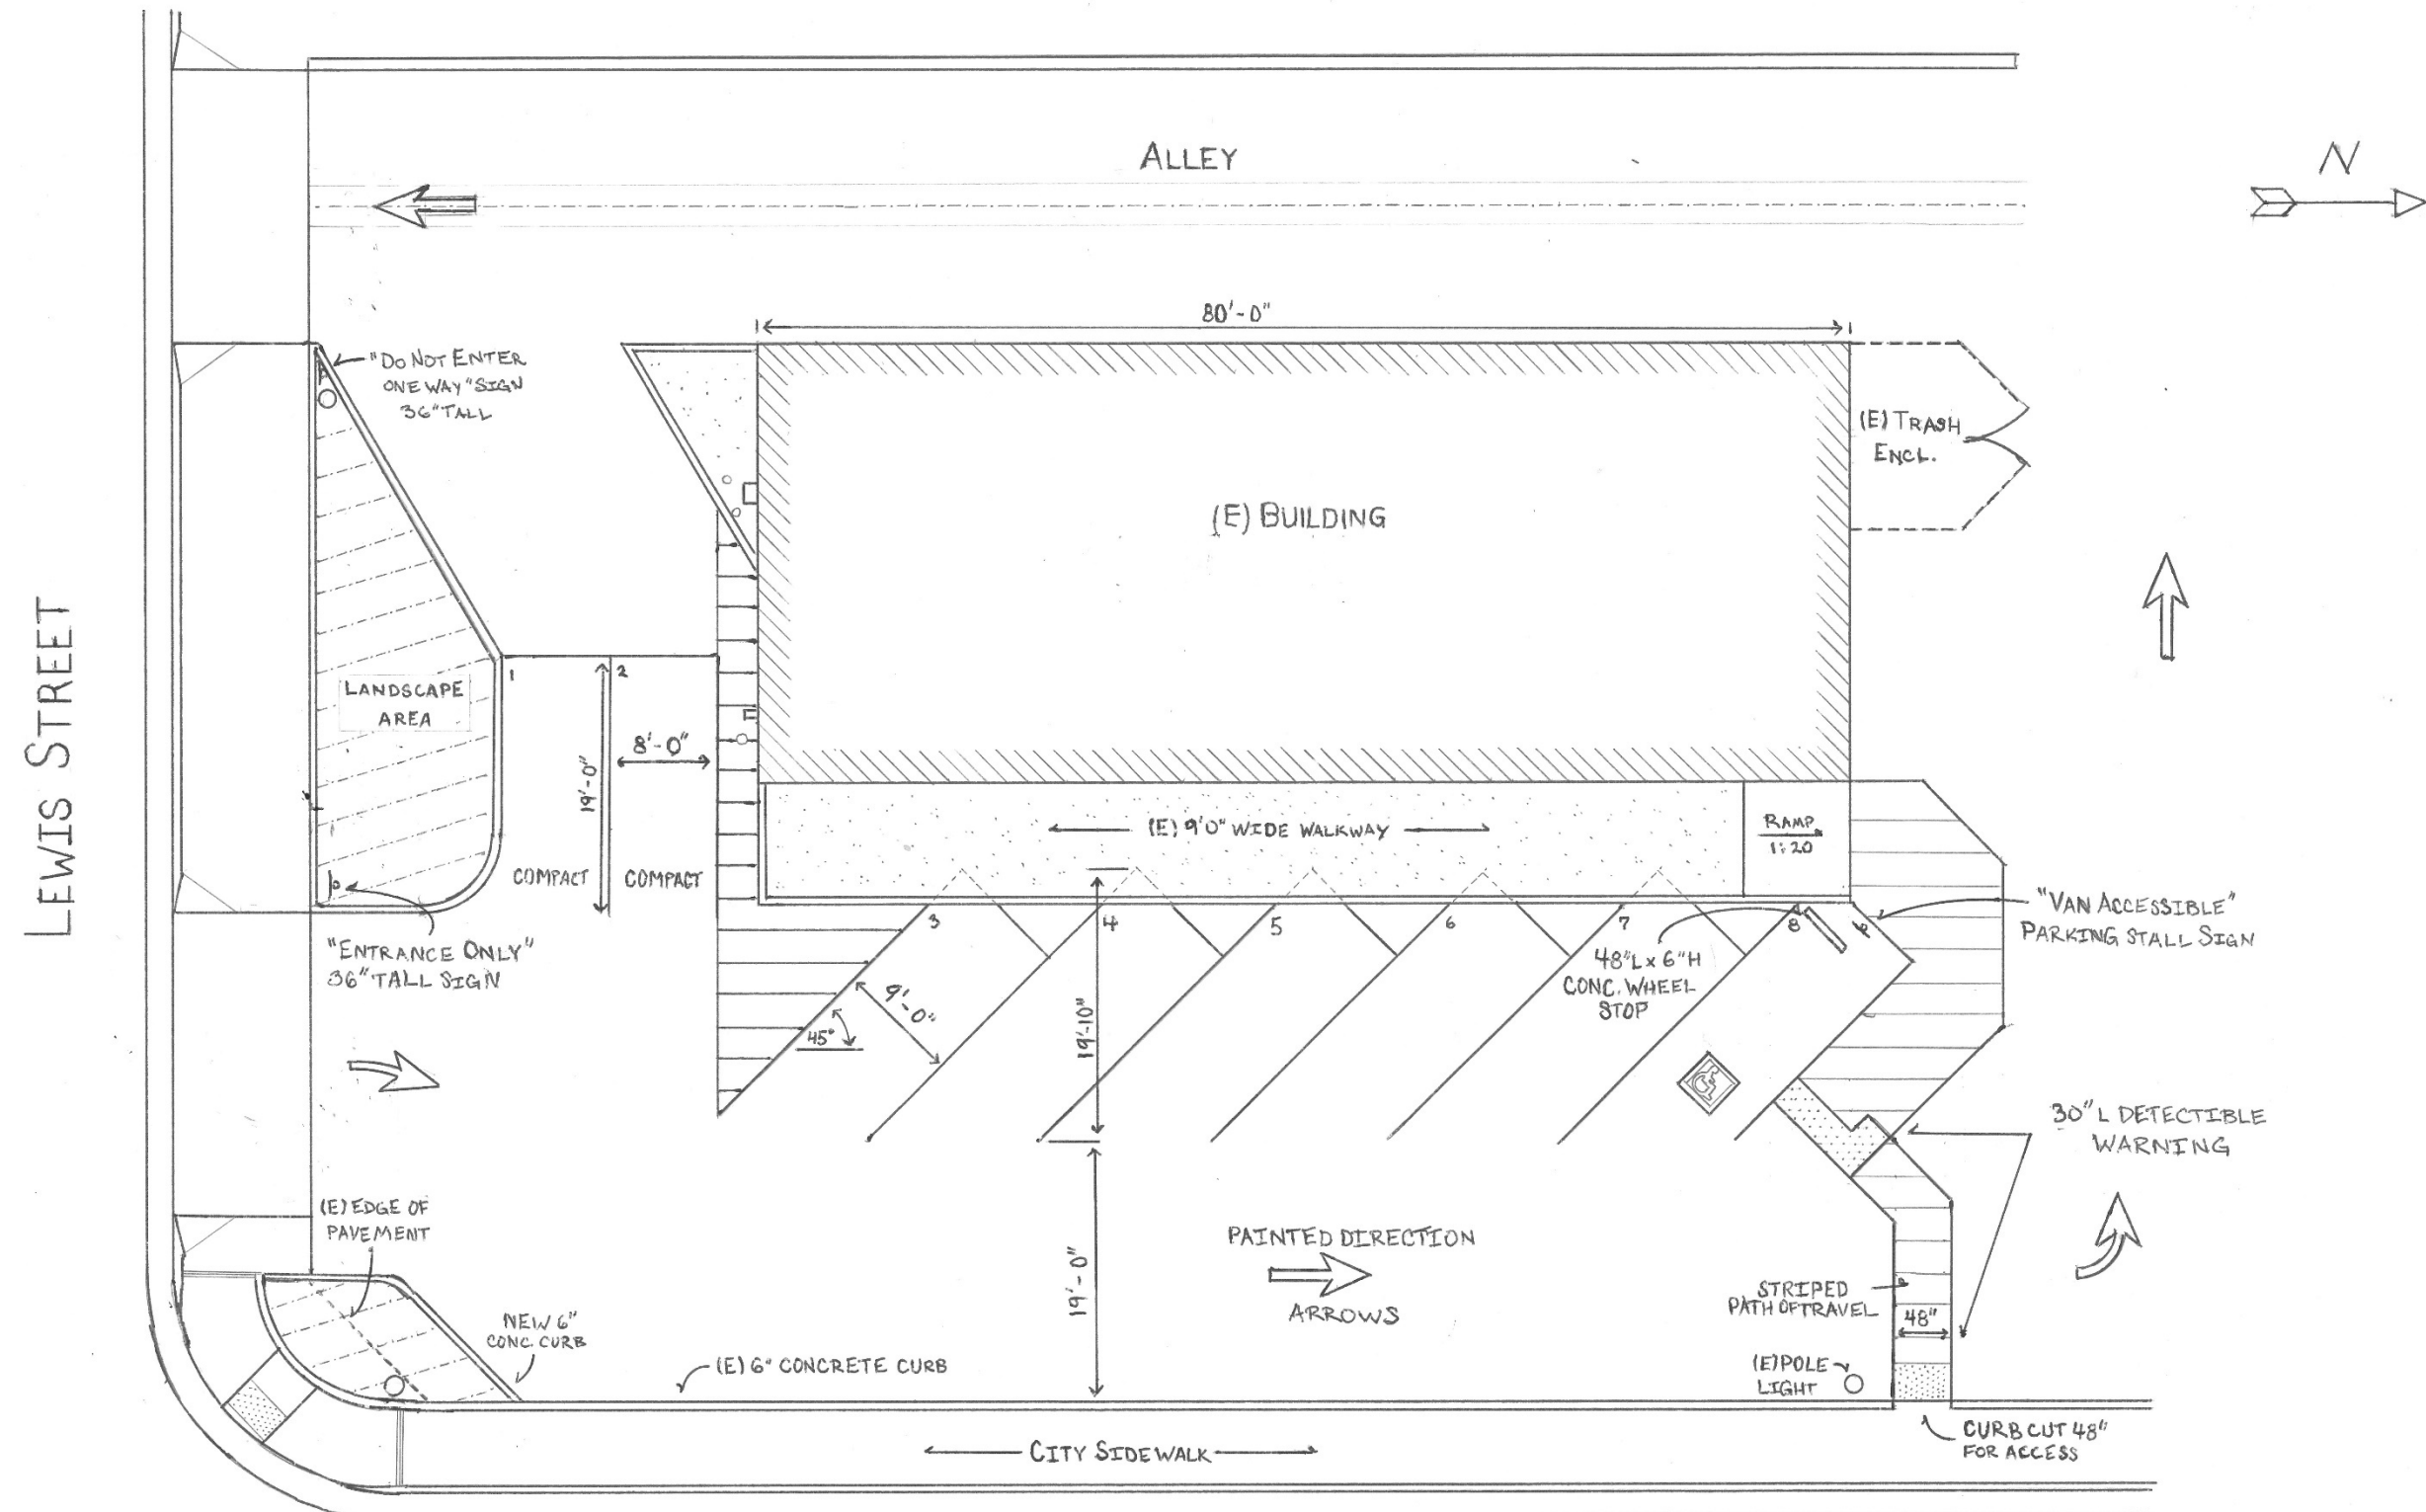 ALLEY
N
80'-0"
"DO NOT ENTER
ONE WAY" SIGN
36" TALL
(E) TRASH
ENCL.
(E) BUILDING
LEWIS STREET
LANDSCAPE
AREA
1
2
19'-0"
8'-0"
COMPACT
COMPACT
(E) 9'0" WIDE WALKWAY
RAMP
1:20
"VAN ACCESSIBLE"
PARKING STALL SIGN
"ENTRANCE ONLY"
36" TALL SIGN
3
4
5
6
7
8
48"L x 6"H
CONC. WHEEL
STOP
9'-0"
45°
19'-10"
30" L DETECTIBLE
WARNING
(E) EDGE OF
PAVEMENT
19'-0"
PAINTED DIRECTION
ARROWS
STRIPED
PATH OF TRAVEL
48"
NEW 6"
CONC. CURB
(E) 6" CONCRETE CURB
(E) POLE
LIGHT
CITY SIDEWALK
CURB CUT 48"
FOR ACCESS